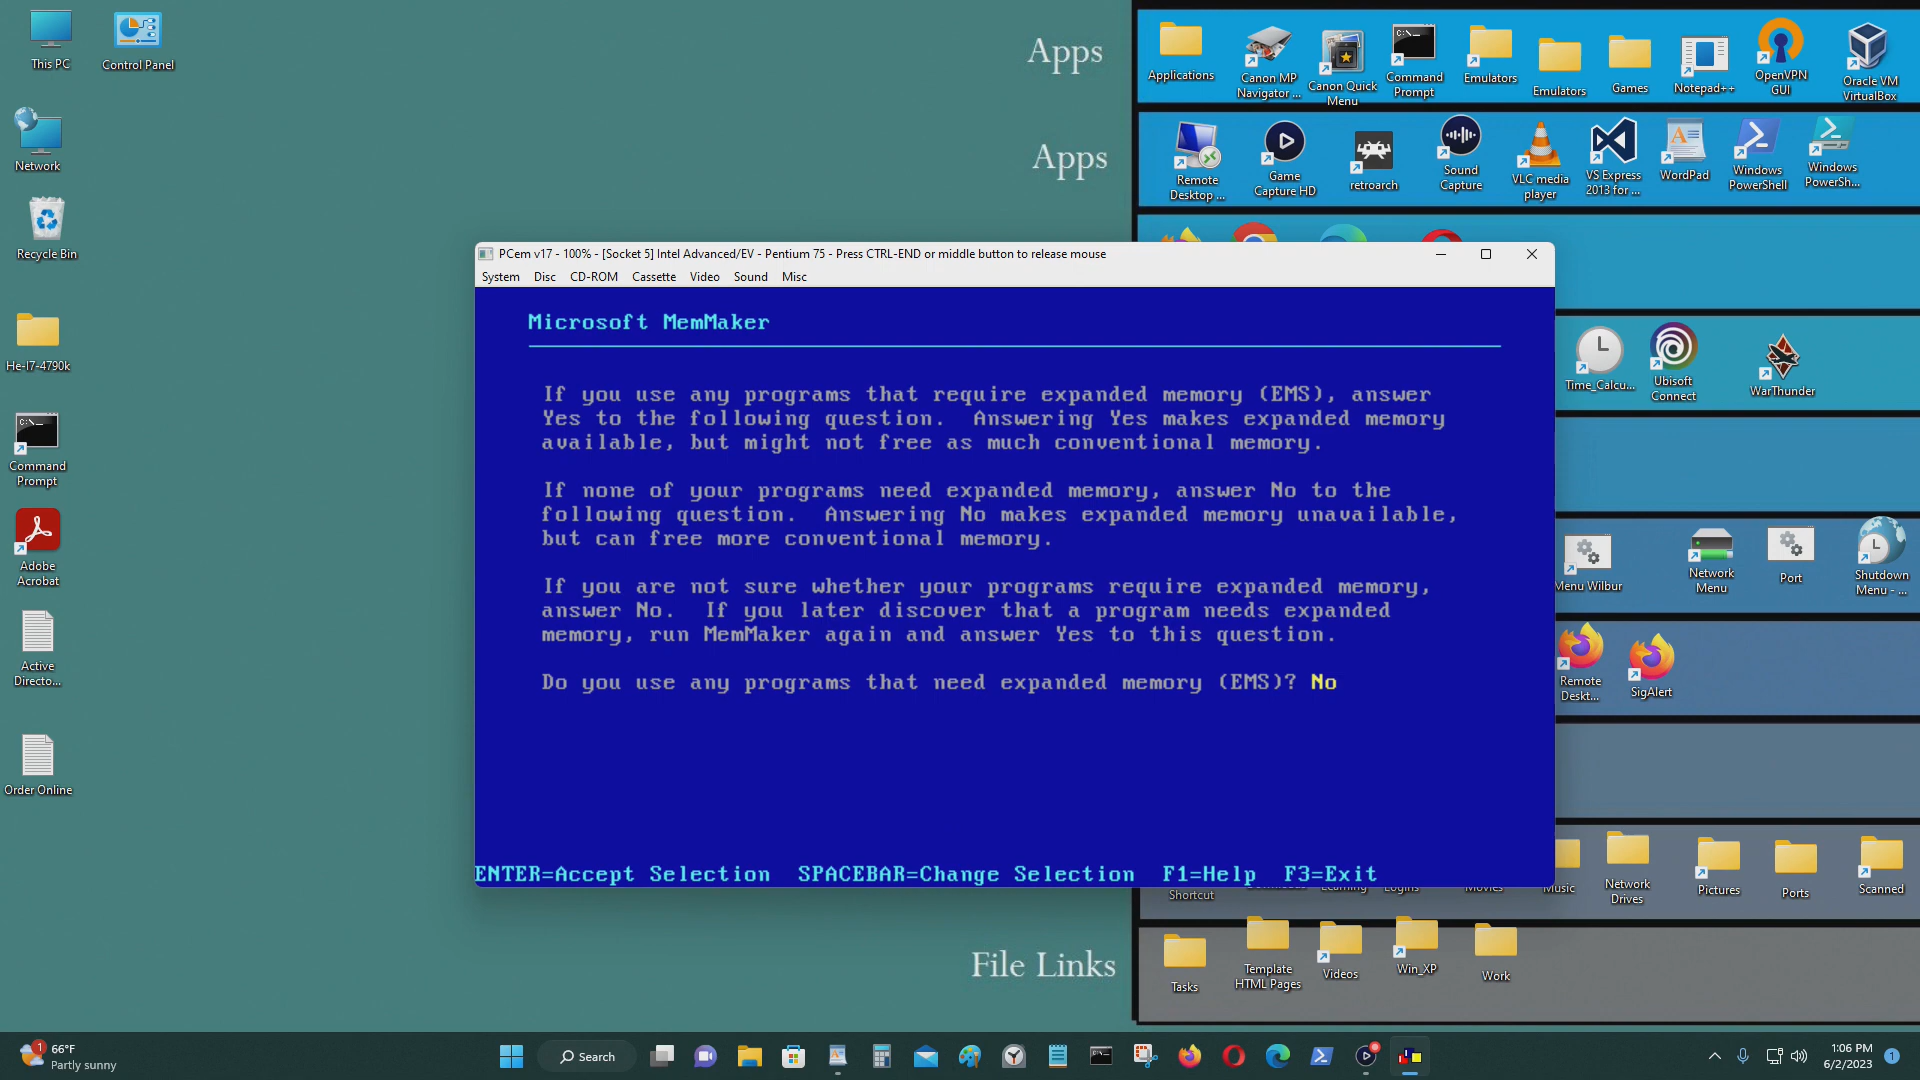 This PC
Control Panel
Network
Recycle Bin
He-I7-4790k
Command
Prompt
Adobe
Acrobat
Active
Directo...
Order Online
Apps
Apps
File Links
Applications
Canon MP
Navigator ...
Canon Quick
Menu
Command
Prompt
Emulators
Emulators
Games
Notepad++
OpenVPN
GUI
Oracle VM
VirtualBox
Remote
Desktop ...
Game
Capture HD
retroarch
Sound
Capture
VLC media
player
VS Express
2013 for ...
WordPad
Windows
PowerShell
Windows
PowerSh...
PCem v17 - 100% - [Socket 5] Intel Advanced/EV - Pentium 75 - Press CTRL-END or middle button to release mouse
System Disc CD-ROM Cassette Video Sound Misc
Microsoft MemMaker
If you use any programs that require expanded memory (EMS), answer
Yes to the following question. Answering Yes makes expanded memory
available, but might not free as much conventional memory.
If none of your programs need expanded memory, answer No to the
following question. Answering No makes expanded memory unavailable,
but can free more conventional memory.
If you are not sure whether your programs require expanded memory,
answer No. If you later discover that a program needs expanded
memory, run MemMaker again and answer Yes to this question.
Do you use any programs that need expanded memory (EMS)? No
ENTER=Accept Selection SPACEBAR=Change Selection F1=Help F3=Exit
Time_Calcu...
Ubisoft
Connect
WarThunder
Menu Wilbur
Network
Menu
Port
Shutdown
Menu - ...
Remote
Deskt...
SigAlert
Shortcut
Learning
Logins
Movies
Music
Network
Drives
Pictures
Ports
Scanned
Tasks
Template
HTML Pages
Videos
Win_XP
Work
1
66°F
Partly sunny
Search
1:06 PM
6/2/2023
1